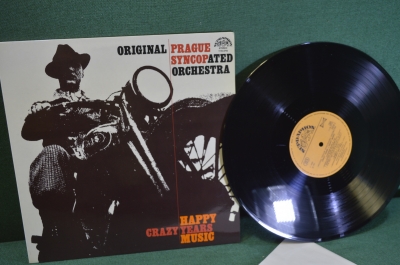 ORIGINAL PRAGUE
SYNCOPATED
ORCHESTRA
HAPPY
CRAZY YEARS
MUSIC